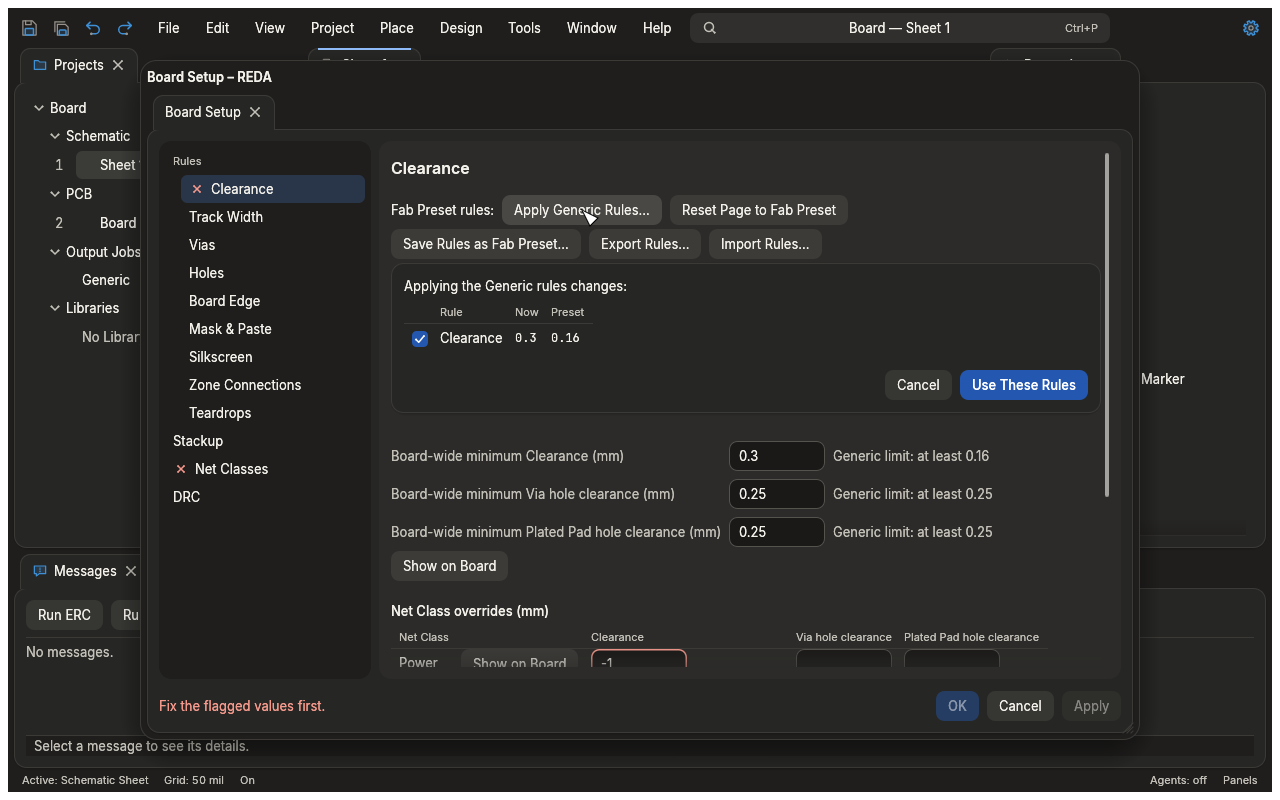 File Edit View Project Place Design Tools Window Help Board — Sheet 1 Ctrl+P
Projects
Board Setup – REDA
Board Setup
Board
Schematic
1 Sheet
PCB
2 Board
Output Jobs
Generic
Libraries
No Librar
Rules
Clearance
Track Width
Vias
Holes
Board Edge
Mask & Paste
Silkscreen
Zone Connections
Teardrops
Stackup
Net Classes
DRC
Clearance
Fab Preset rules: Apply Generic Rules... Reset Page to Fab Preset
Save Rules as Fab Preset... Export Rules... Import Rules...
Applying the Generic rules changes:
Rule Now Preset
Clearance 0.3 0.16
Cancel Use These Rules
Board-wide minimum Clearance (mm) 0.3 Generic limit: at least 0.16
Board-wide minimum Via hole clearance (mm) 0.25 Generic limit: at least 0.25
Board-wide minimum Plated Pad hole clearance (mm) 0.25 Generic limit: at least 0.25
Show on Board
Net Class overrides (mm)
Net Class Clearance Via hole clearance Plated Pad hole clearance
Power Show on Board -1
Fix the flagged values first.
OK Cancel Apply
Marker
Messages
Run ERC Ru
No messages.
Select a message to see its details.
Active: Schematic Sheet Grid: 50 mil On Agents: off Panels